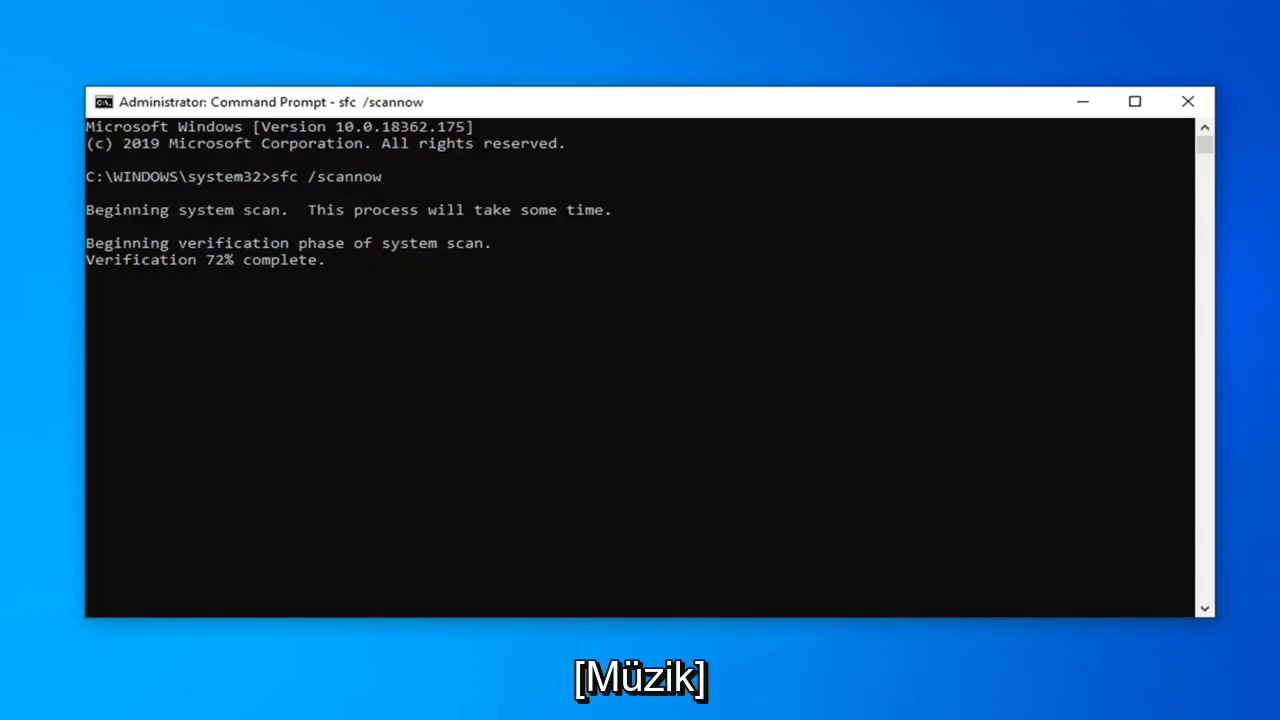 Administrator: Command Prompt - sfc /scannow
Microsoft Windows [Version 10.0.18362.175]
(c) 2019 Microsoft Corporation. All rights reserved.
C:\WINDOWS\system32>sfc /scannow
Beginning system scan.  This process will take some time.
Beginning verification phase of system scan.
Verification 72% complete.
[Müzik]